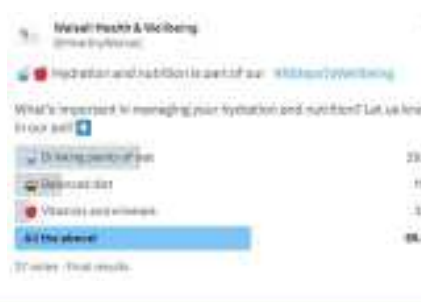 Walsall Health & Wellbeing
Hydration and nutrition is part of our
What's important in managing your hydration and nutrition? Let us know
in our poll
Drinking plenty of
Balanced diet
Vitamins and minerals
All the above!
37 votes · Final results